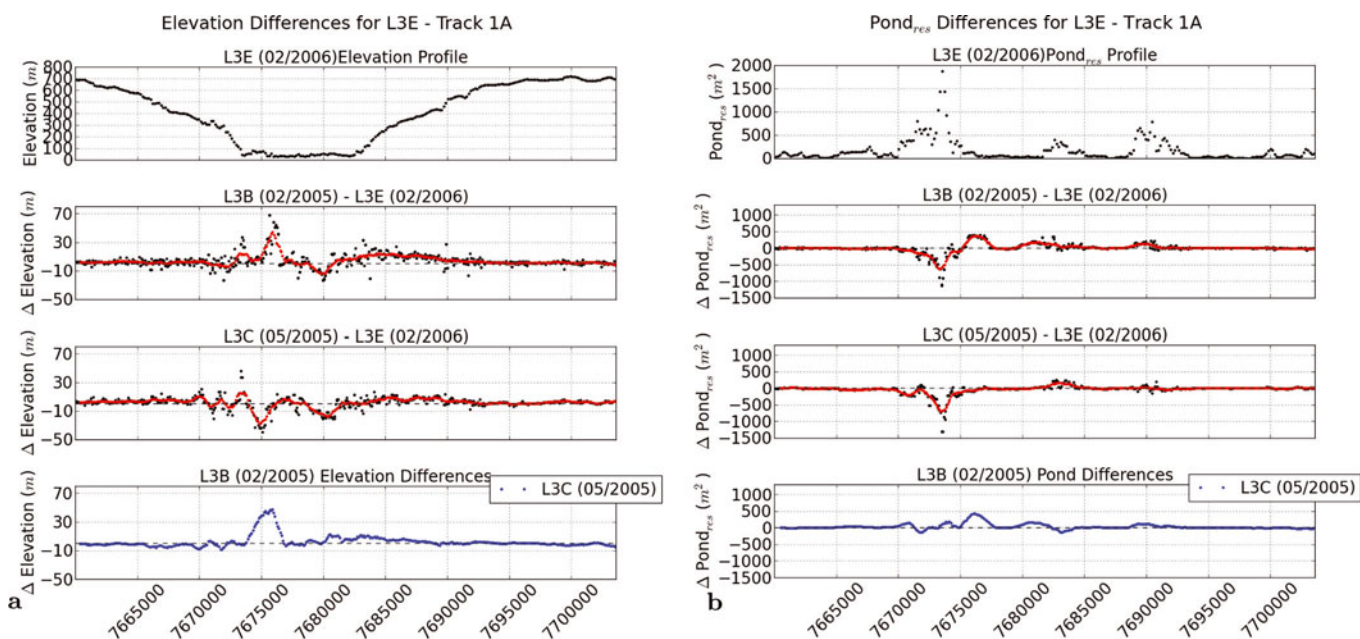 Elevation Differences for L3E - Track 1A
L3E (02/2006)Elevation Profile
Elevation (m)
800
700
600
500
400
300
200
100
0
L3B (02/2005) - L3E (02/2006)
Δ Elevation (m)
70
30
−10
−50
L3C (05/2005) - L3E (02/2006)
Δ Elevation (m)
70
30
−10
−50
L3B (02/2005) Elevation Differences
L3C (05/2005)
Δ Elevation (m)
70
30
−10
−50
7665000
7670000
7675000
7680000
7685000
7690000
7695000
7700000
a
Pond_res Differences for L3E - Track 1A
L3E (02/2006)Pond_res Profile
Pond_res (m²)
2000
1500
1000
500
0
L3B (02/2005) - L3E (02/2006)
Δ Pond_res (m²)
1000
500
0
−500
−1000
−1500
L3C (05/2005) - L3E (02/2006)
Δ Pond_res (m²)
1000
500
0
−500
−1000
−1500
L3B (02/2005) Pond Differences
L3C (05/2005)
Δ Pond_res (m²)
1000
500
0
−500
−1000
−1500
7665000
7670000
7675000
7680000
7685000
7690000
7695000
7700000
b